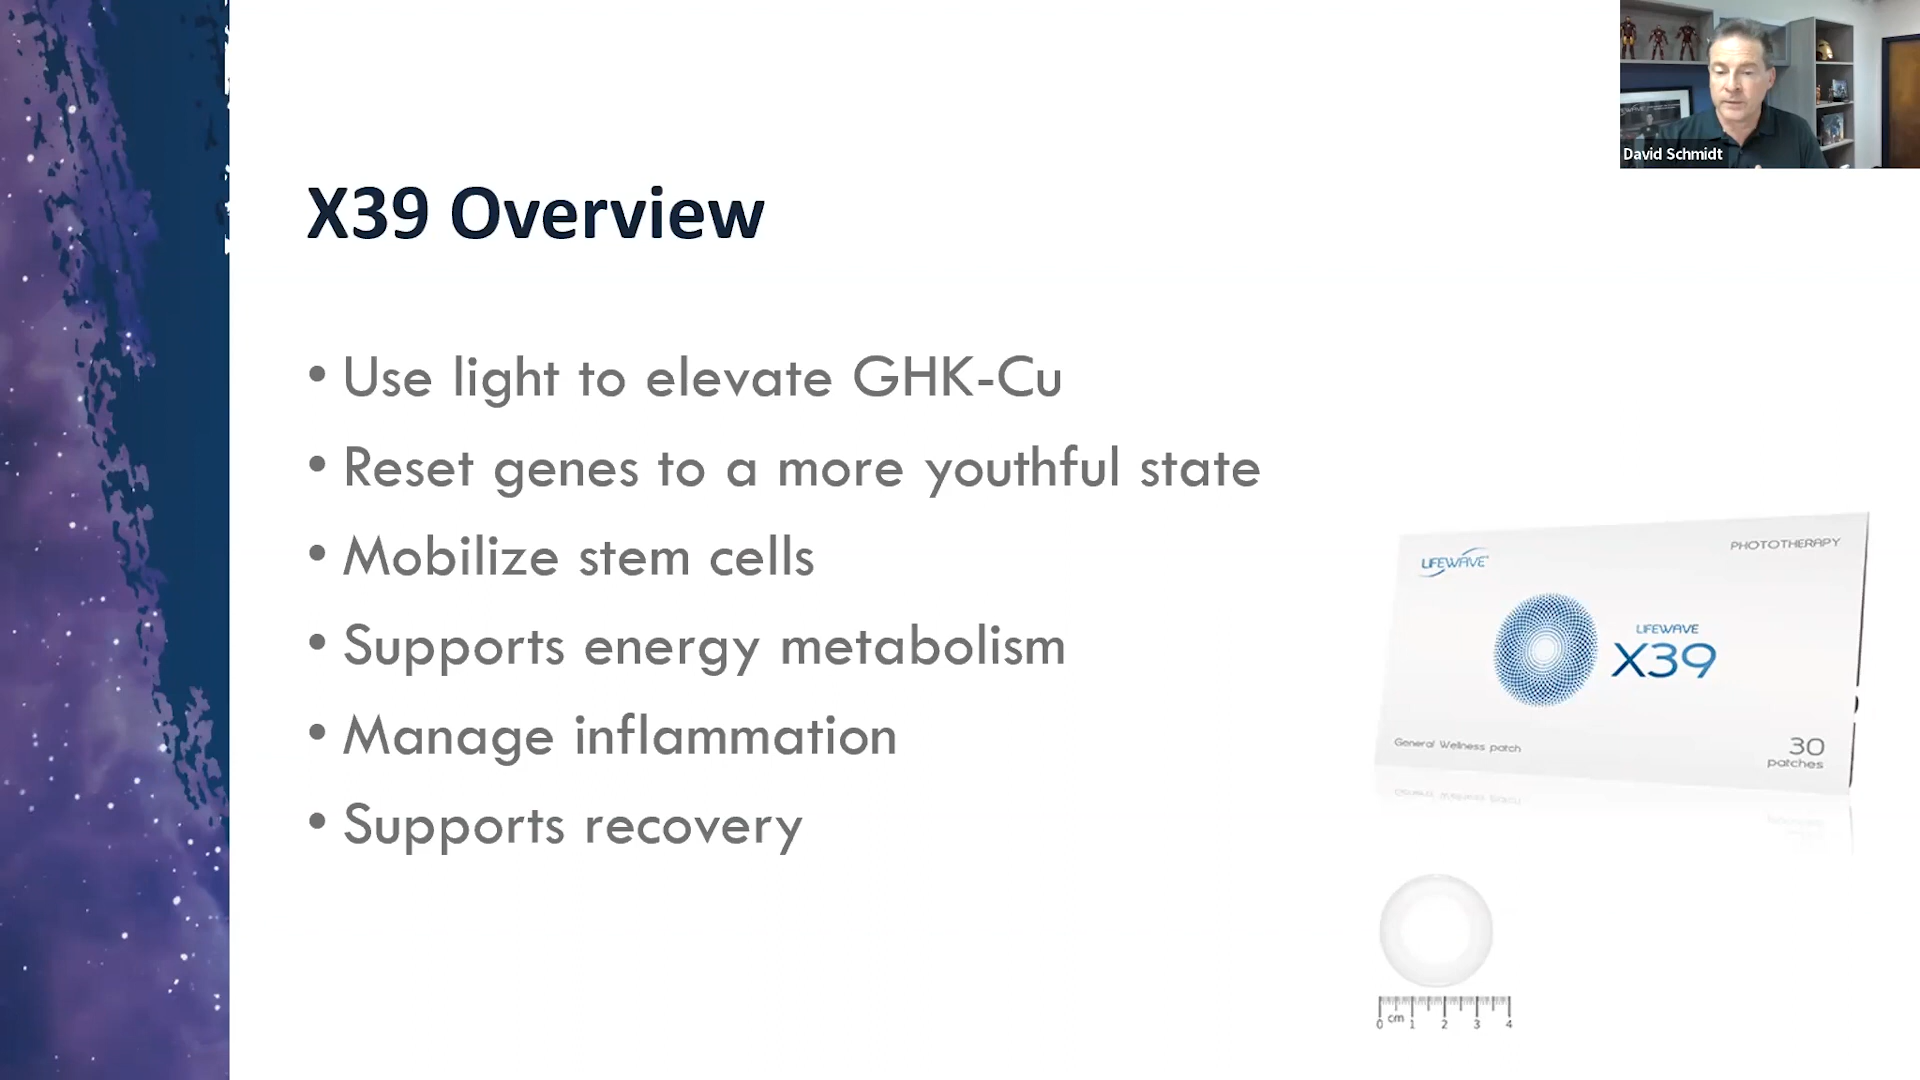 David Schmidt
X39 Overview
• Use light to elevate GHK-Cu
• Reset genes to a more youthful state
• Mobilize stem cells
• Supports energy metabolism
• Manage inflammation
• Supports recovery
LIFEWAVE
PHOTOTHERAPY
LIFEWAVE
X39
General Wellness patch
30
patches
0 cm 1 2 3 4